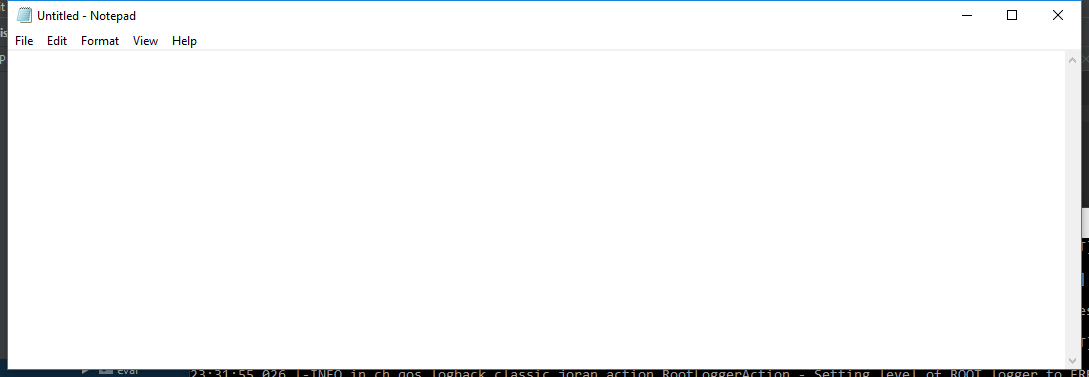 Untitled - Notepad
File Edit Format View Help
eval
23:31:55,026 |-INFO in ch.qos.logback.classic.joran.action.RootLoggerAction - Setting level of ROOT logger to